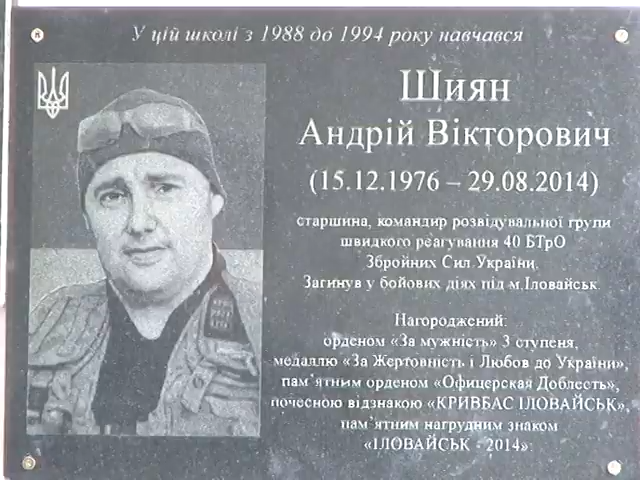 У цій школі з 1988 до 1994 року навчався
Шиян
Андрій Вікторович
(15.12.1976 – 29.08.2014)
старшина, командир розвідувальної групи
швидкого реагування 40 БТрО
Збройних Сил України.
Загинув у бойових діях під м.Іловайськ.
Нагороджений:
орденом «За мужність» 3 ступеня,
медаллю «За Жертовність і Любов до України»,
пам'ятним орденом «Офицерская Доблесть»,
почесною відзнакою «КРИВБАС ІЛОВАЙСЬК»,
пам'ятним нагрудним знаком
«ІЛОВАЙСЬК - 2014».